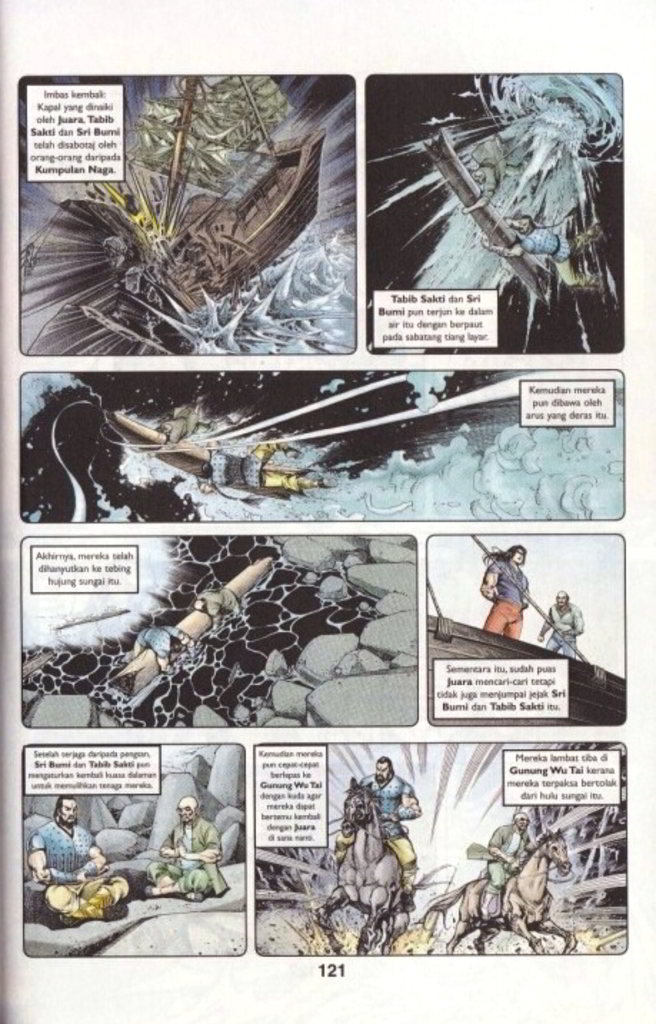 Imbas kembali:
Kapal yang dinaiki
oleh Juara, Tabib
Sakti dan Sri Bumi
telah disabotaj oleh
orang-orang daripada
Kumpulan Naga.
Tabib Sakti dan Sri
Bumi pun terjun ke dalam
air itu dengan berpaut
pada sabatang tiang layar.
Kemudian mereka
pun dibawa oleh
arus yang deras itu.
Akhirnya, mereka telah
dihanyutkan ke tebing
hujung sungai itu.
Sementara itu, sudah puas
Juara mencari-cari tetapi
tidak juga menjumpai jejak Sri
Bumi dan Tabib Sakti itu.
Setelah terjaga daripada pengsan,
Sri Bumi dan Tabib Sakti pun
mengaturkan kembali kuasa dalaman
untuk memulihkan tenaga mereka.
Kemudian mereka
pun cepat-cepat
berlepas ke
Gunung Wu Tai
dengan kuda agar
mereka dapat
bertemu kembali
dengan Juara
di sana nanti.
Mereka lambat tiba di
Gunung Wu Tai kerana
mereka terpaksa bertolak
dari hulu sungai itu.
121